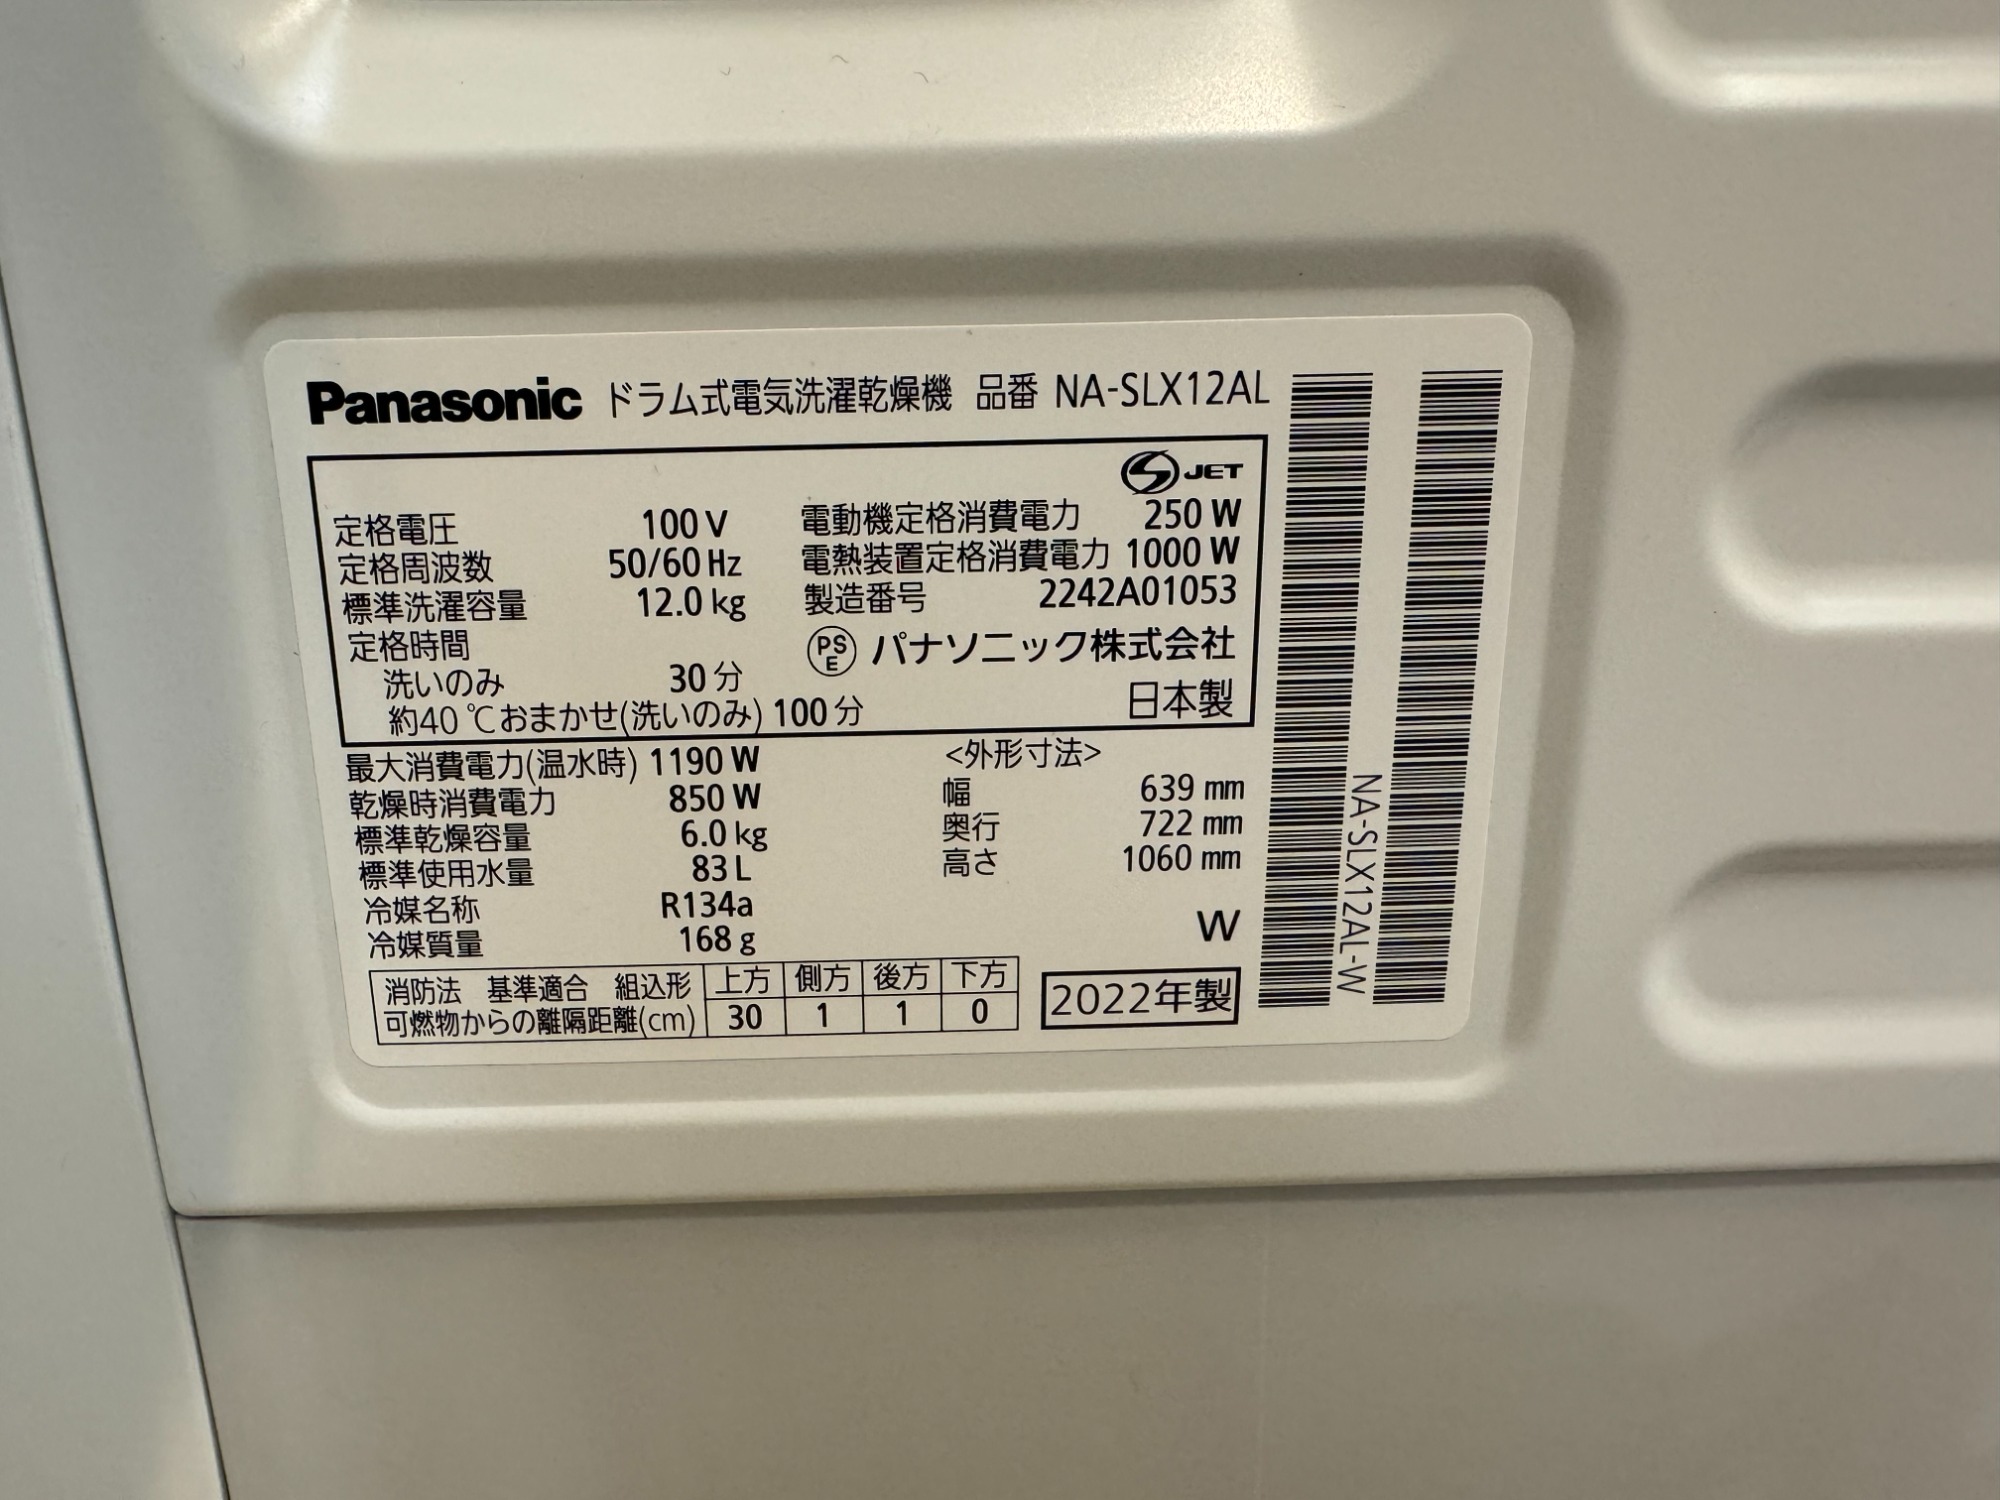 Panasonic ドラム式電気洗濯乾燥機 品番 NA-SLX12AL
JET
定格電圧 100 V
定格周波数 50/60 Hz
標準洗濯容量 12.0 kg
定格時間
洗いのみ 30 分
約40 ℃おまかせ(洗いのみ) 100 分
電動機定格消費電力 250 W
電熱装置定格消費電力 1000 W
製造番号 2242A01053
PS E パナソニック株式会社
日本製
最大消費電力(温水時) 1190 W
乾燥時消費電力 850 W
標準乾燥容量 6.0 kg
標準使用水量 83 L
冷媒名称 R134a
冷媒質量 168 g
<外形寸法>
幅 639 mm
奥行 722 mm
高さ 1060 mm
W
消防法 基準適合 組込形 上方 側方 後方 下方
可燃物からの離隔距離(cm) 30 1 1 0
2022年製
NA-SLX12AL-W